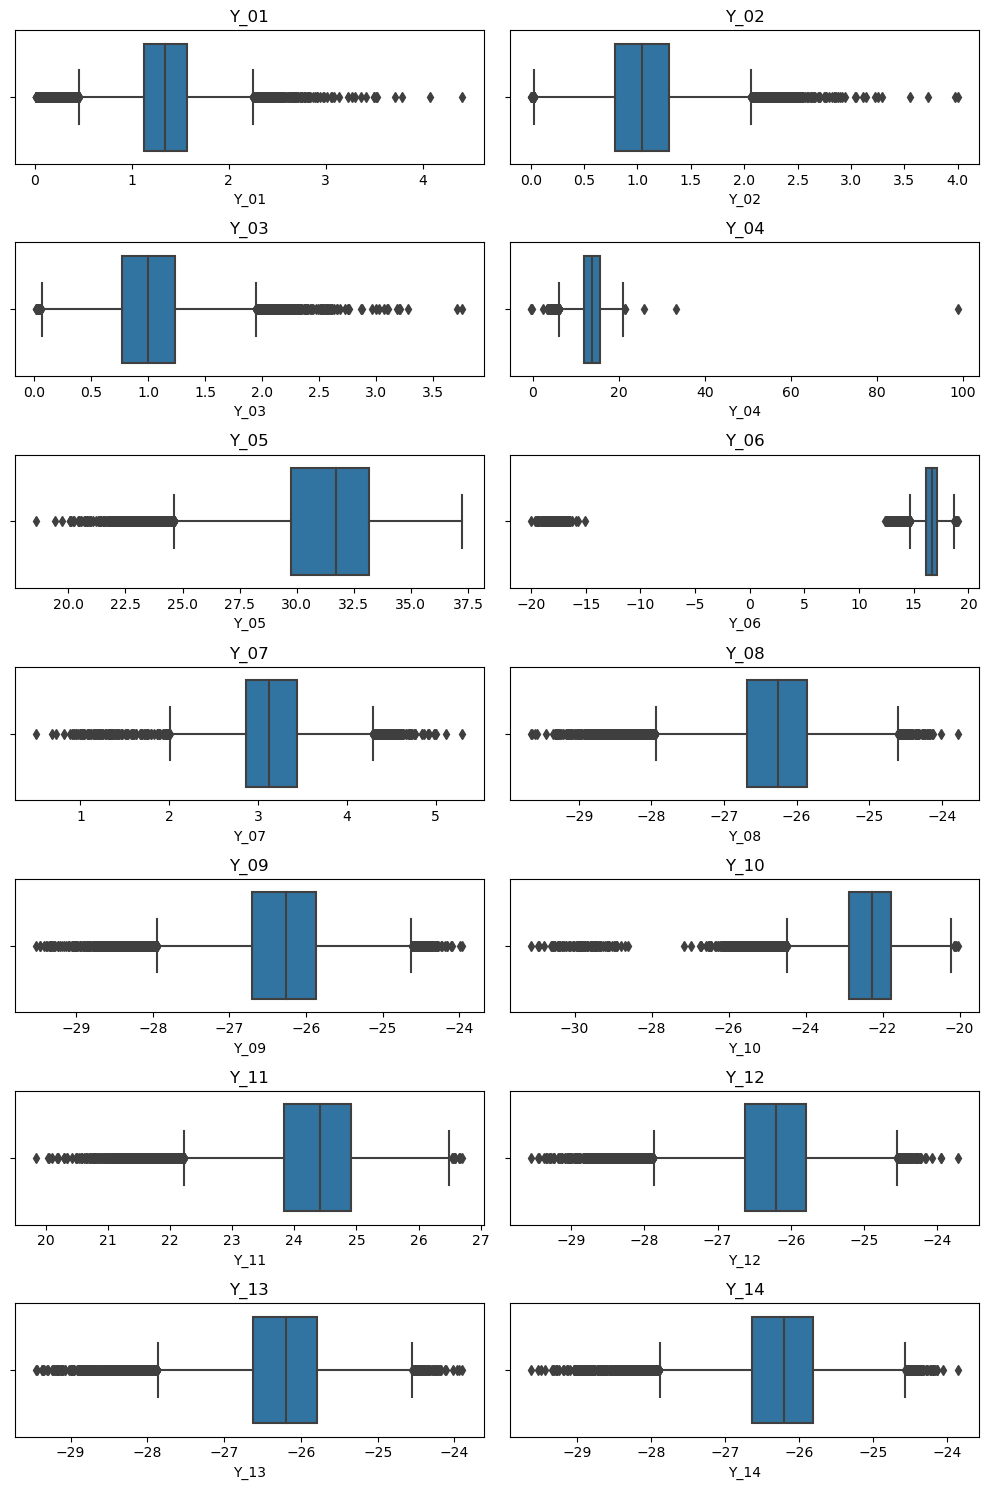 Y_01
0 1 2 3 4
Y_01
Y_02
0.0 0.5 1.0 1.5 2.0 2.5 3.0 3.5 4.0
Y_02
Y_03
0.0 0.5 1.0 1.5 2.0 2.5 3.0 3.5
Y_03
Y_04
0 20 40 60 80 100
Y_04
Y_05
20.0 22.5 25.0 27.5 30.0 32.5 35.0 37.5
Y_05
Y_06
−20 −15 −10 −5 0 5 10 15 20
Y_06
Y_07
1 2 3 4 5
Y_07
Y_08
−29 −28 −27 −26 −25 −24
Y_08
Y_09
−29 −28 −27 −26 −25 −24
Y_09
Y_10
−30 −28 −26 −24 −22 −20
Y_10
Y_11
20 21 22 23 24 25 26 27
Y_11
Y_12
−29 −28 −27 −26 −25 −24
Y_12
Y_13
−29 −28 −27 −26 −25 −24
Y_13
Y_14
−29 −28 −27 −26 −25 −24
Y_14